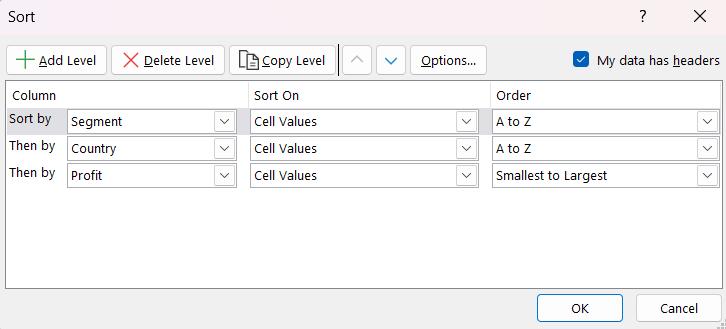 Sort ?
Add Level Delete Level Copy Level Options... My data has headers
Column Sort On Order
Sort by Segment Cell Values A to Z
Then by Country Cell Values A to Z
Then by Profit Cell Values Smallest to Largest
OK Cancel